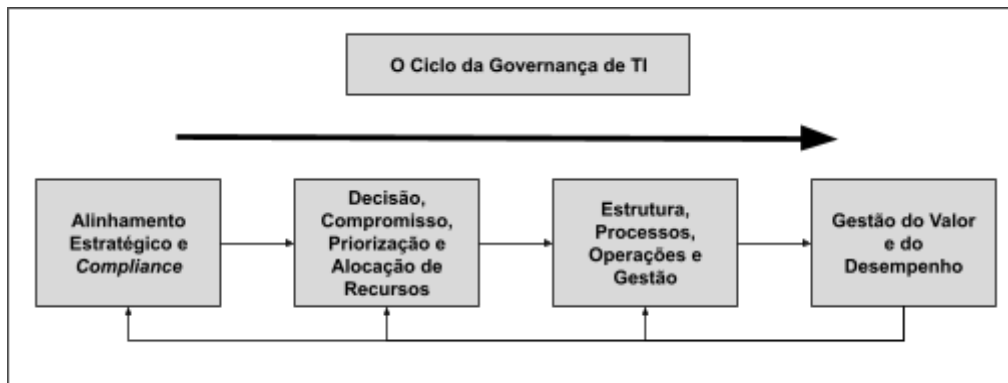 O Ciclo da Governança de TI
Alinhamento
Estratégico e
Compliance
Decisão,
Compromisso,
Priorização e
Alocação de
Recursos
Estrutura,
Processos,
Operações e
Gestão
Gestão do Valor
e do
Desempenho